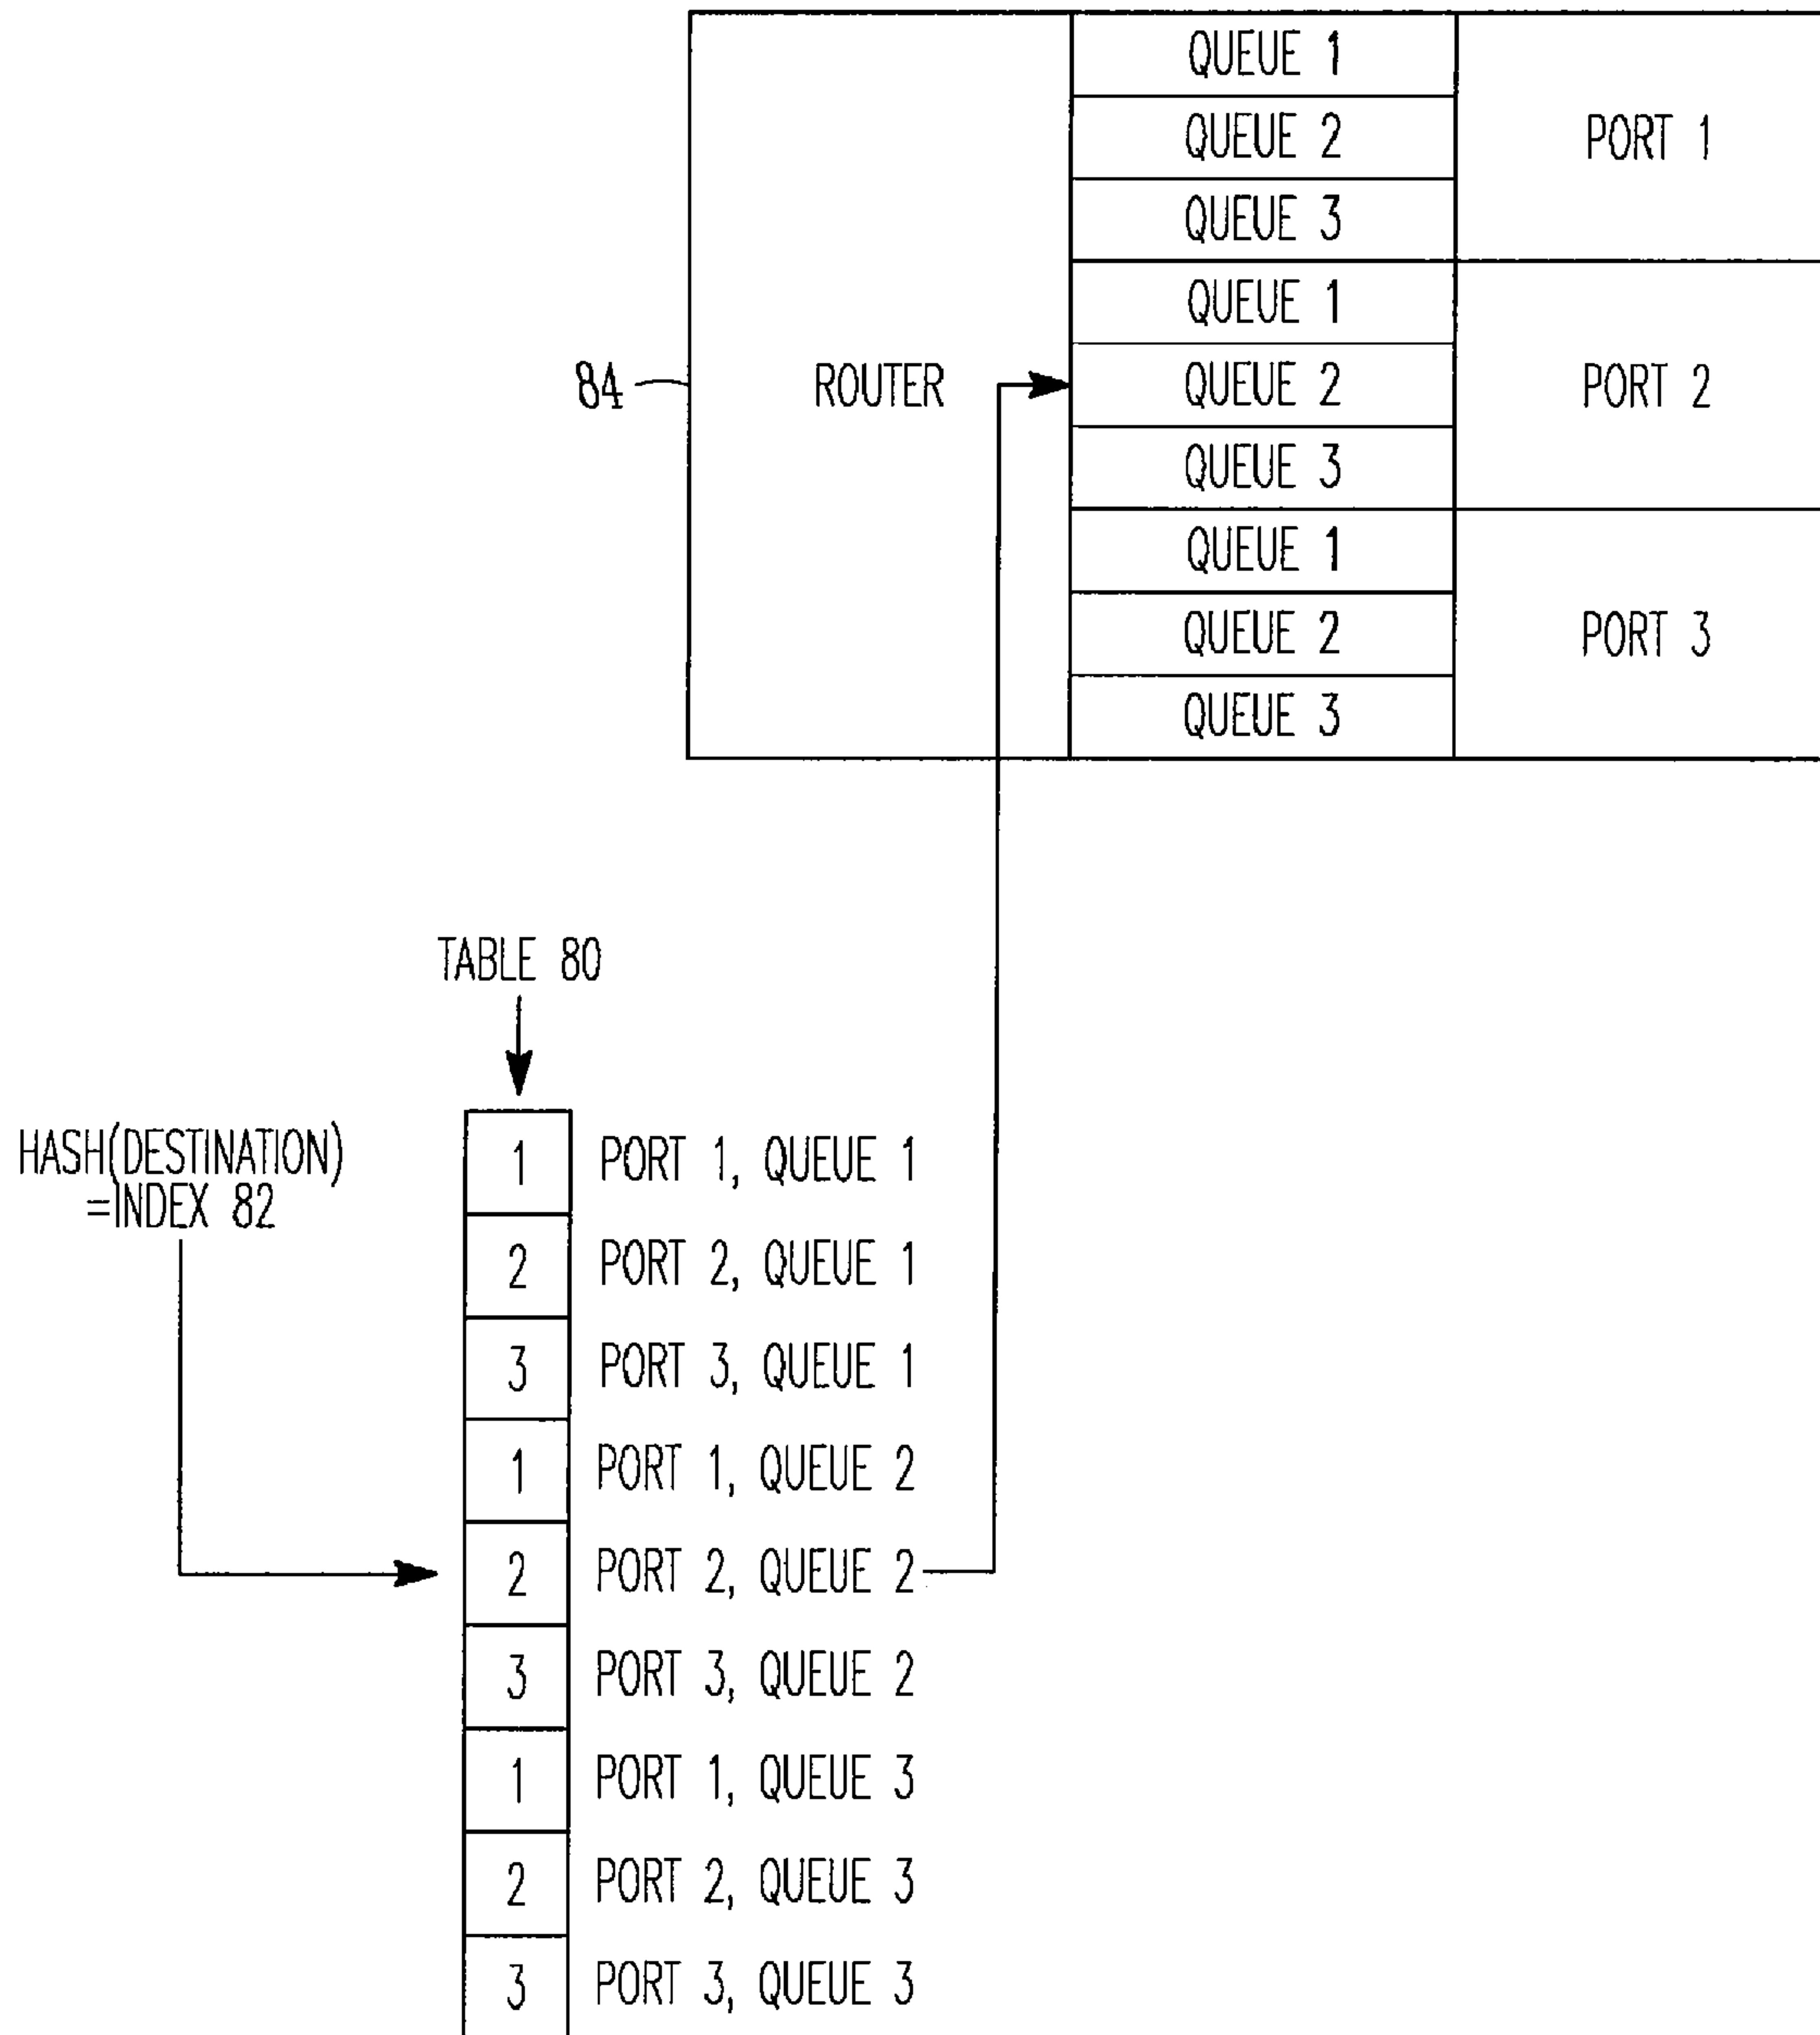 QUEUE 1
QUEUE 2
PORT 1
QUEUE 3
QUEUE 1
84
ROUTER
QUEUE 2
PORT 2
QUEUE 3
QUEUE 1
QUEUE 2
PORT 3
QUEUE 3
TABLE 80
HASH(DESTINATION)
=INDEX 82
1 PORT 1, QUEUE 1
2 PORT 2, QUEUE 1
3 PORT 3, QUEUE 1
1 PORT 1, QUEUE 2
2 PORT 2, QUEUE 2
3 PORT 3, QUEUE 2
1 PORT 1, QUEUE 3
2 PORT 2, QUEUE 3
3 PORT 3, QUEUE 3